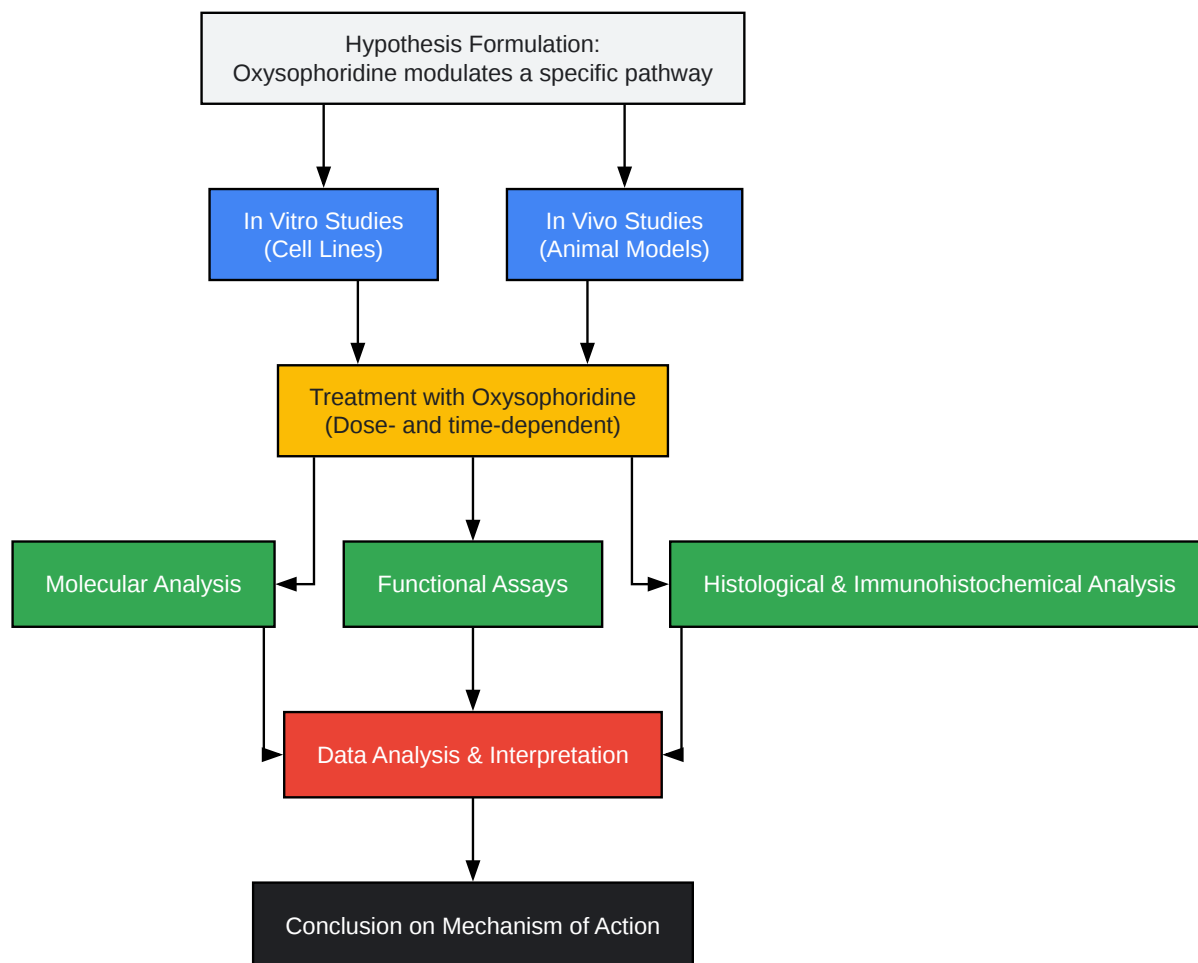 Hypothesis Formulation:
Oxysophoridine modulates a specific pathway
In Vitro Studies
(Cell Lines)
In Vivo Studies
(Animal Models)
Treatment with Oxysophoridine
(Dose- and time-dependent)
Molecular Analysis
Functional Assays
Histological & Immunohistochemical Analysis
Data Analysis & Interpretation
Conclusion on Mechanism of Action